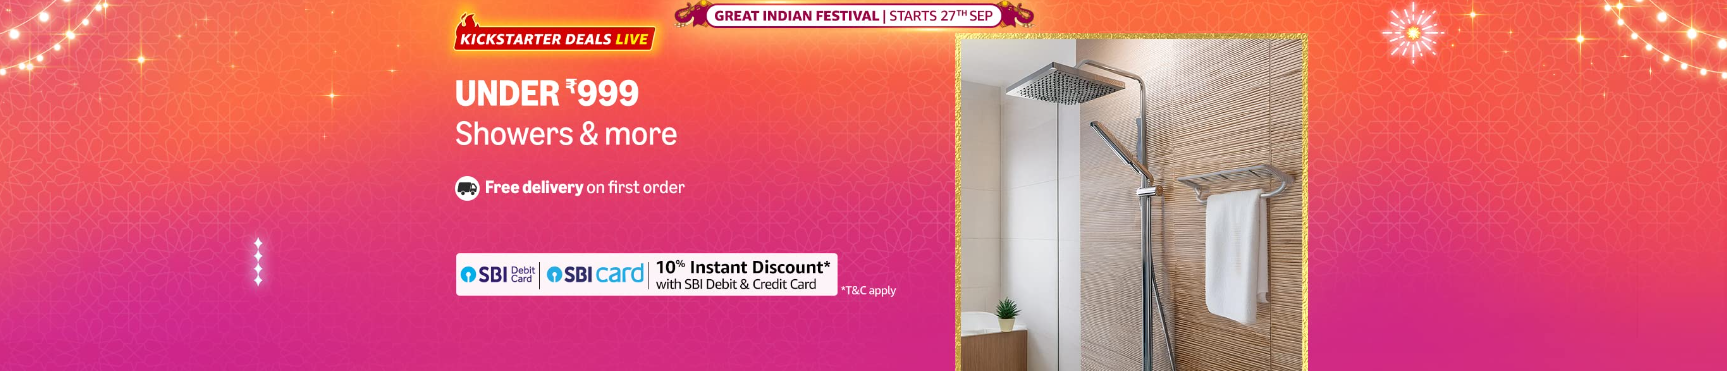 GREAT INDIAN FESTIVAL | STARTS 27TH SEP
KICKSTARTER DEALS LIVE
UNDER ₹999
Showers & more
Free delivery on first order
SBI Debit Card | SBI card | 10% Instant Discount*
with SBI Debit & Credit Card
*T&C apply